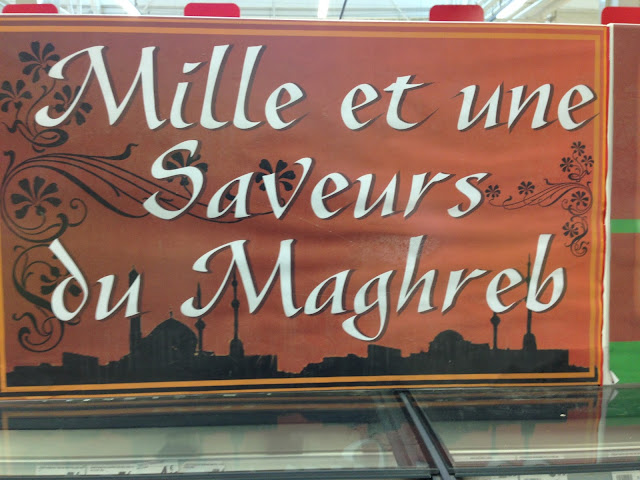 Mille et une
Saveurs
du Maghreb